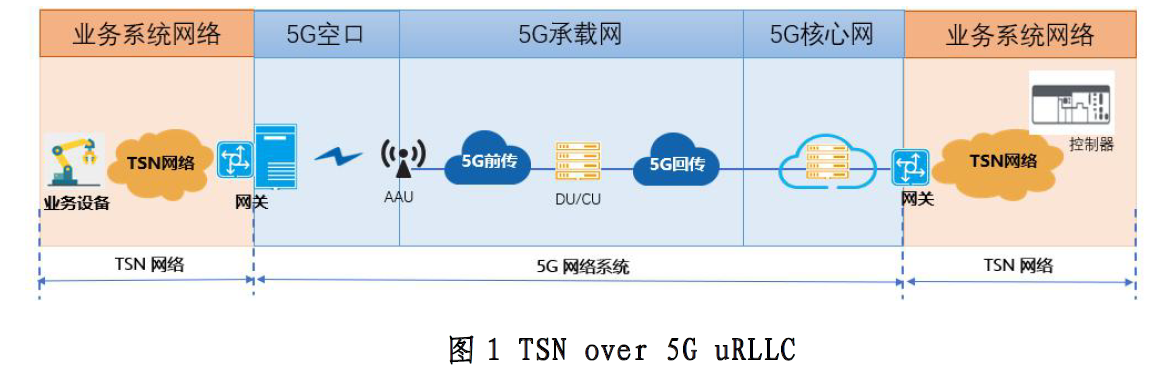 业务系统网络
5G空口
5G承载网
5G核心网
业务系统网络
TSN网络
5G前传
5G回传
TSN网络
控制器
业务设备
网关
AAU
DU/CU
网关
TSN 网络
5G 网络系统
TSN 网络
图 1 TSN over 5G uRLLC